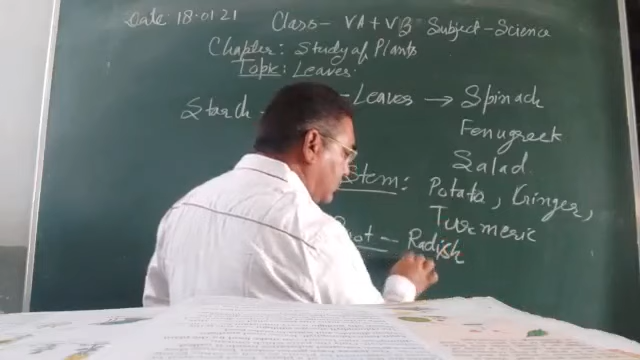 Date: 18.01.21 Class- VA+VB Subject-Science
Chapter: Study of Plants
Topic: Leaves.
Starch - Leaves → Spinach
Fenugreek
Salad
Stem: Potato, Ginger,
Turmeric
Root - Radish